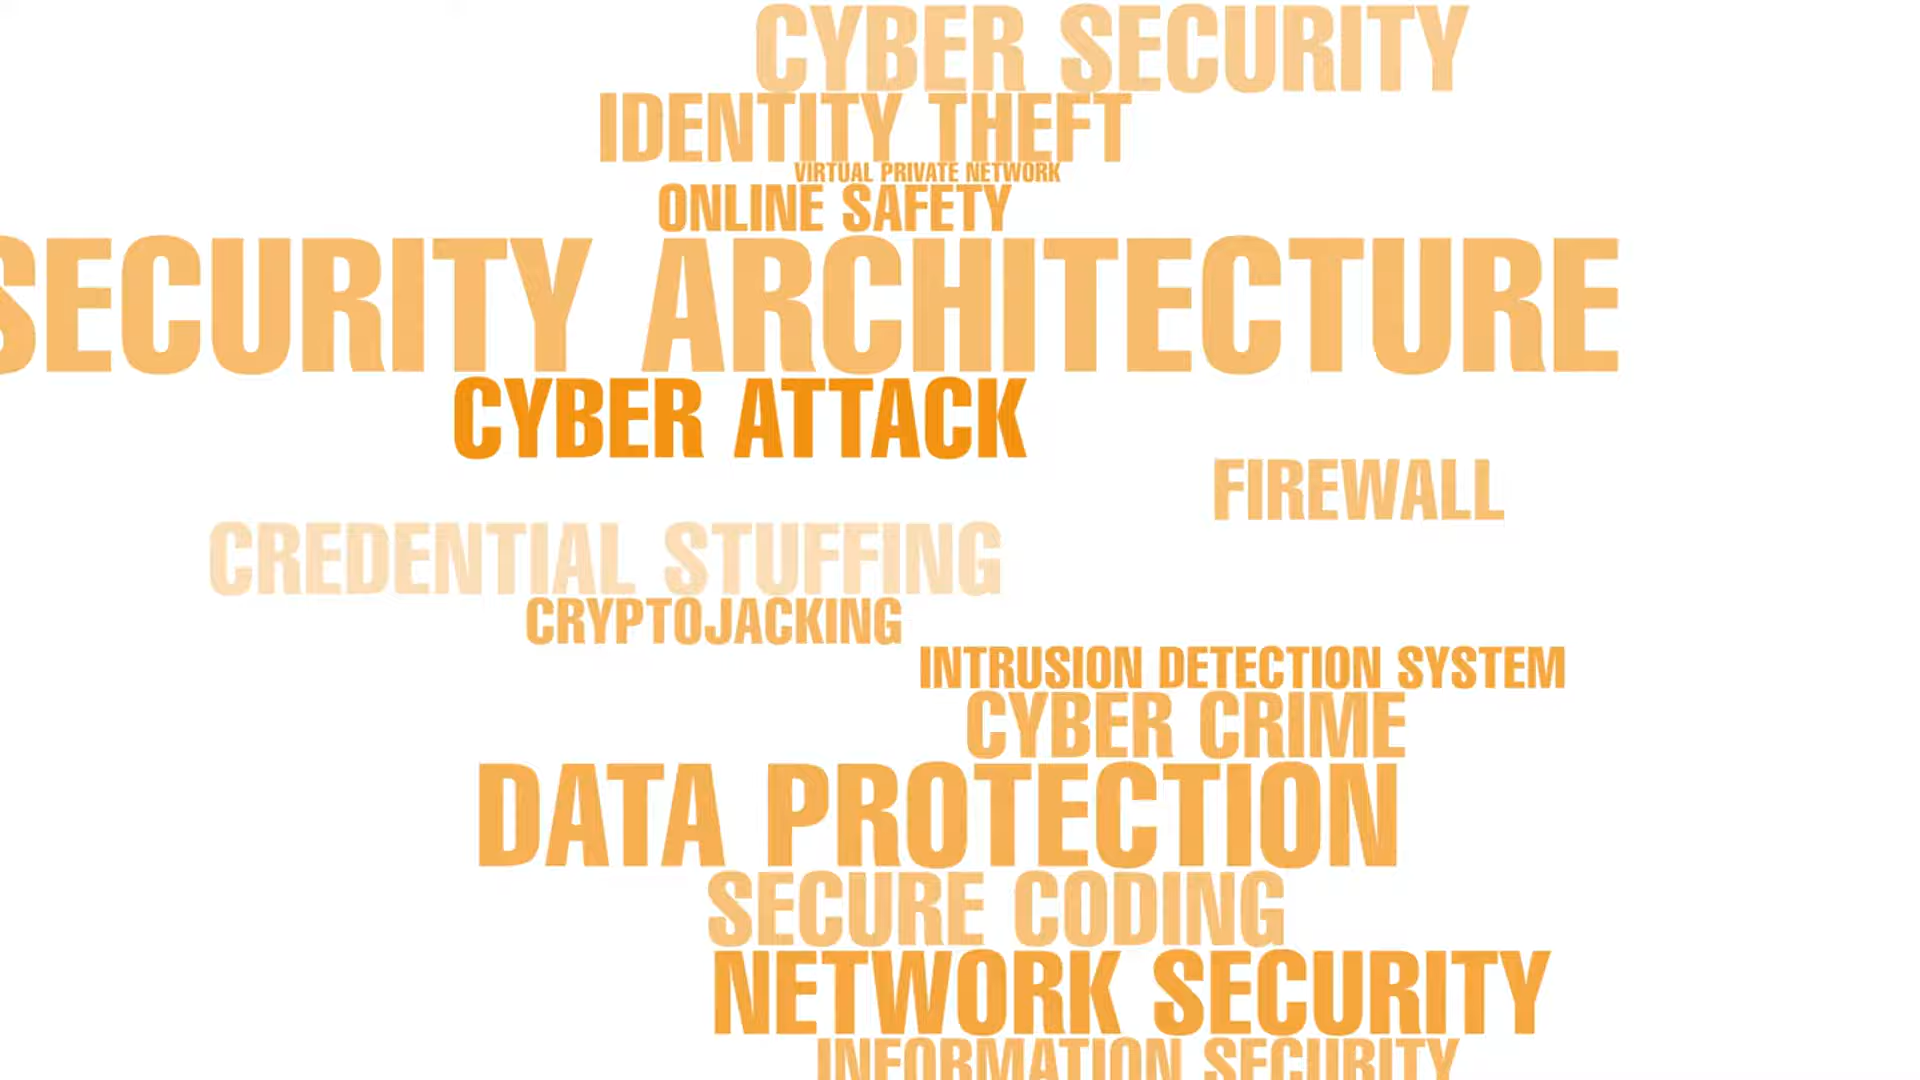 CYBER SECURITY
IDENTITY THEFT
VIRTUAL PRIVATE NETWORK
ONLINE SAFETY
SECURITY ARCHITECTURE
CYBER ATTACK
FIREWALL
CREDENTIAL STUFFING
CRYPTOJACKING
INTRUSION DETECTION SYSTEM
CYBER CRIME
DATA PROTECTION
SECURE CODING
NETWORK SECURITY
INFORMATION SECURITY